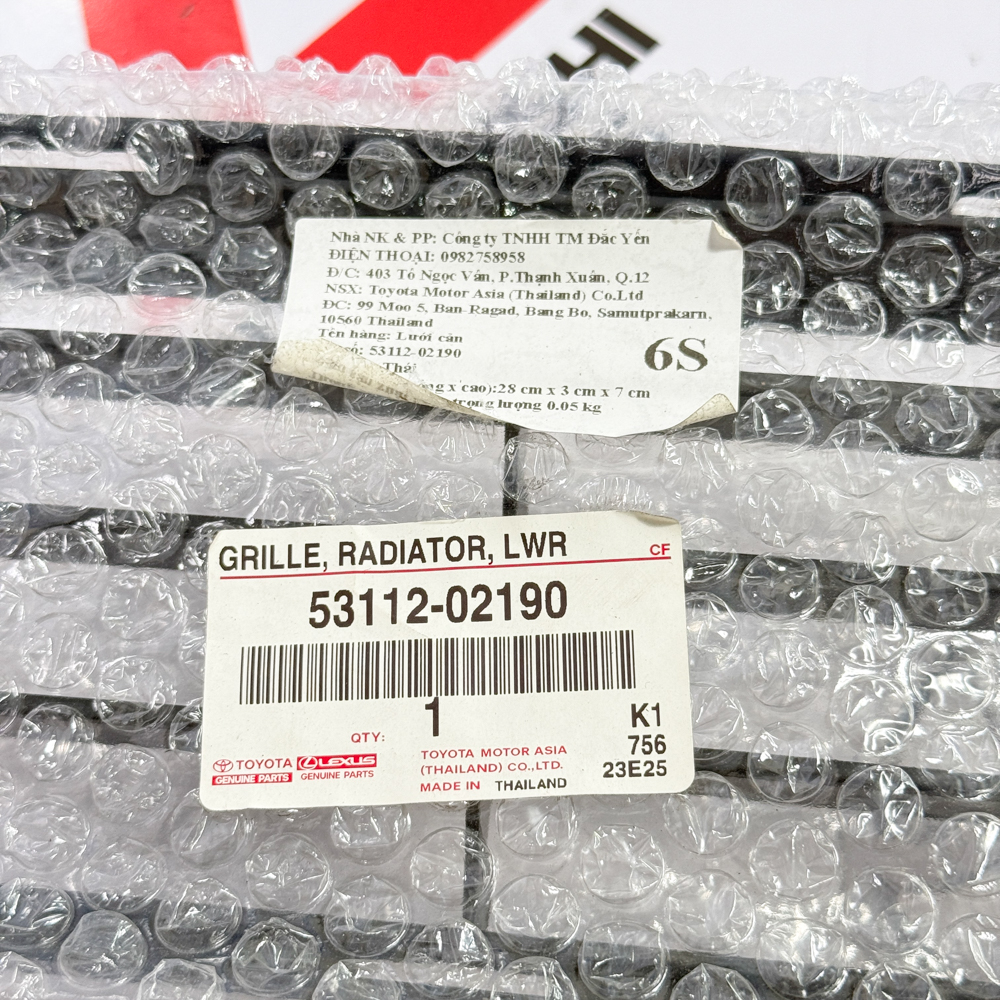 HI
Nhà NK & PP: Công ty TNHH TM Đắc Yến
ĐIỆN THOẠI: 0982758958
Đ/C: 403 Tô Ngọc Vân, P.Thạnh Xuân, Q.12
NSX: Toyota Motor Asia (Thailand) Co.Ltd
ĐC: 99 Moo 5, Ban-Ragad, Bang Bo, Samutprakarn,
10560 Thailand
Tên hàng: Lưới cản
53112-02190
6S
x cao):28 cm x 3 cm x 7 cm
trọng lượng 0.05 kg
GRILLE, RADIATOR, LWR
CF
53112-02190
QTY: 1
K1
756
23E25
TOYOTA
GENUINE PARTS
LEXUS
GENUINE PARTS
TOYOTA MOTOR ASIA
(THAILAND) CO.,LTD.
MADE IN THAILAND